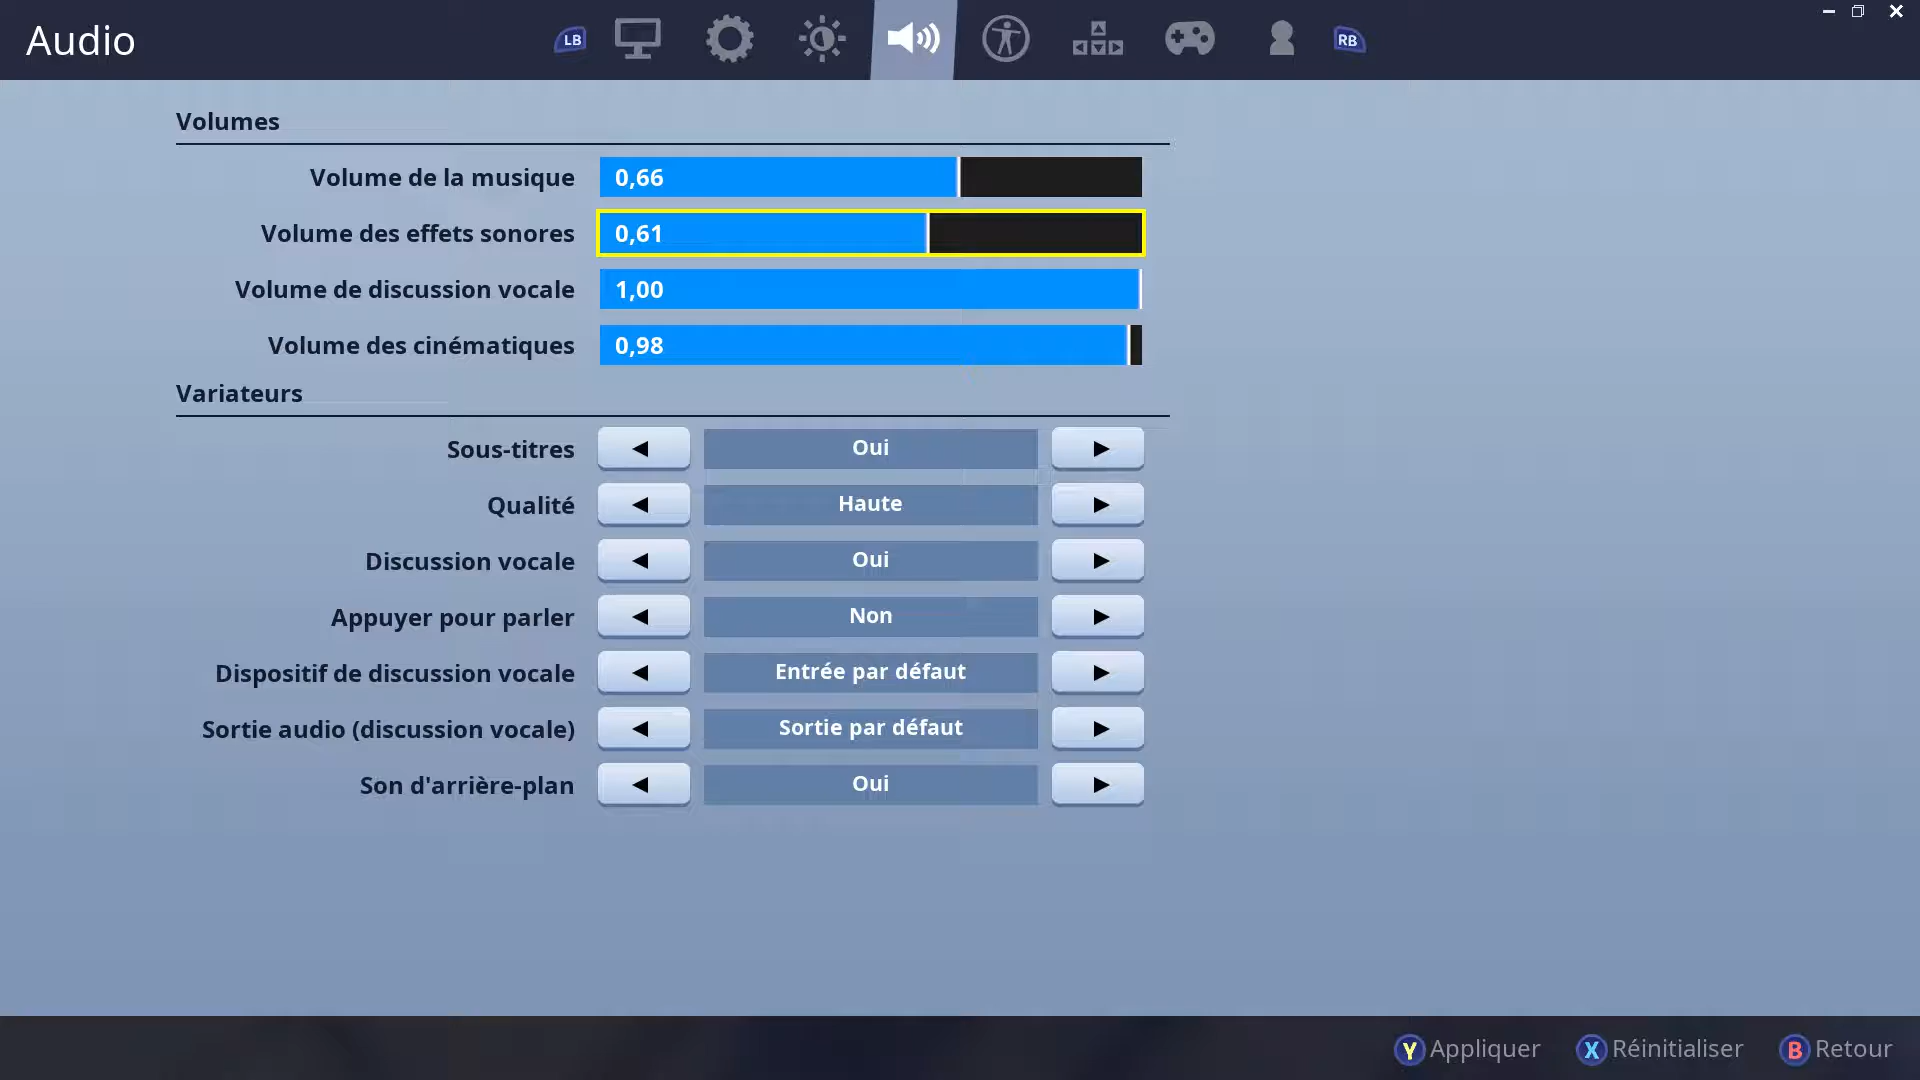 Audio
LB
RB
Volumes
Volume de la musique
0,66
Volume des effets sonores
0,61
Volume de discussion vocale
1,00
Volume des cinématiques
0,98
Variateurs
Sous-titres
Oui
Qualité
Haute
Discussion vocale
Oui
Appuyer pour parler
Non
Dispositif de discussion vocale
Entrée par défaut
Sortie audio (discussion vocale)
Sortie par défaut
Son d'arrière-plan
Oui
Y Appliquer
X Réinitialiser
B Retour